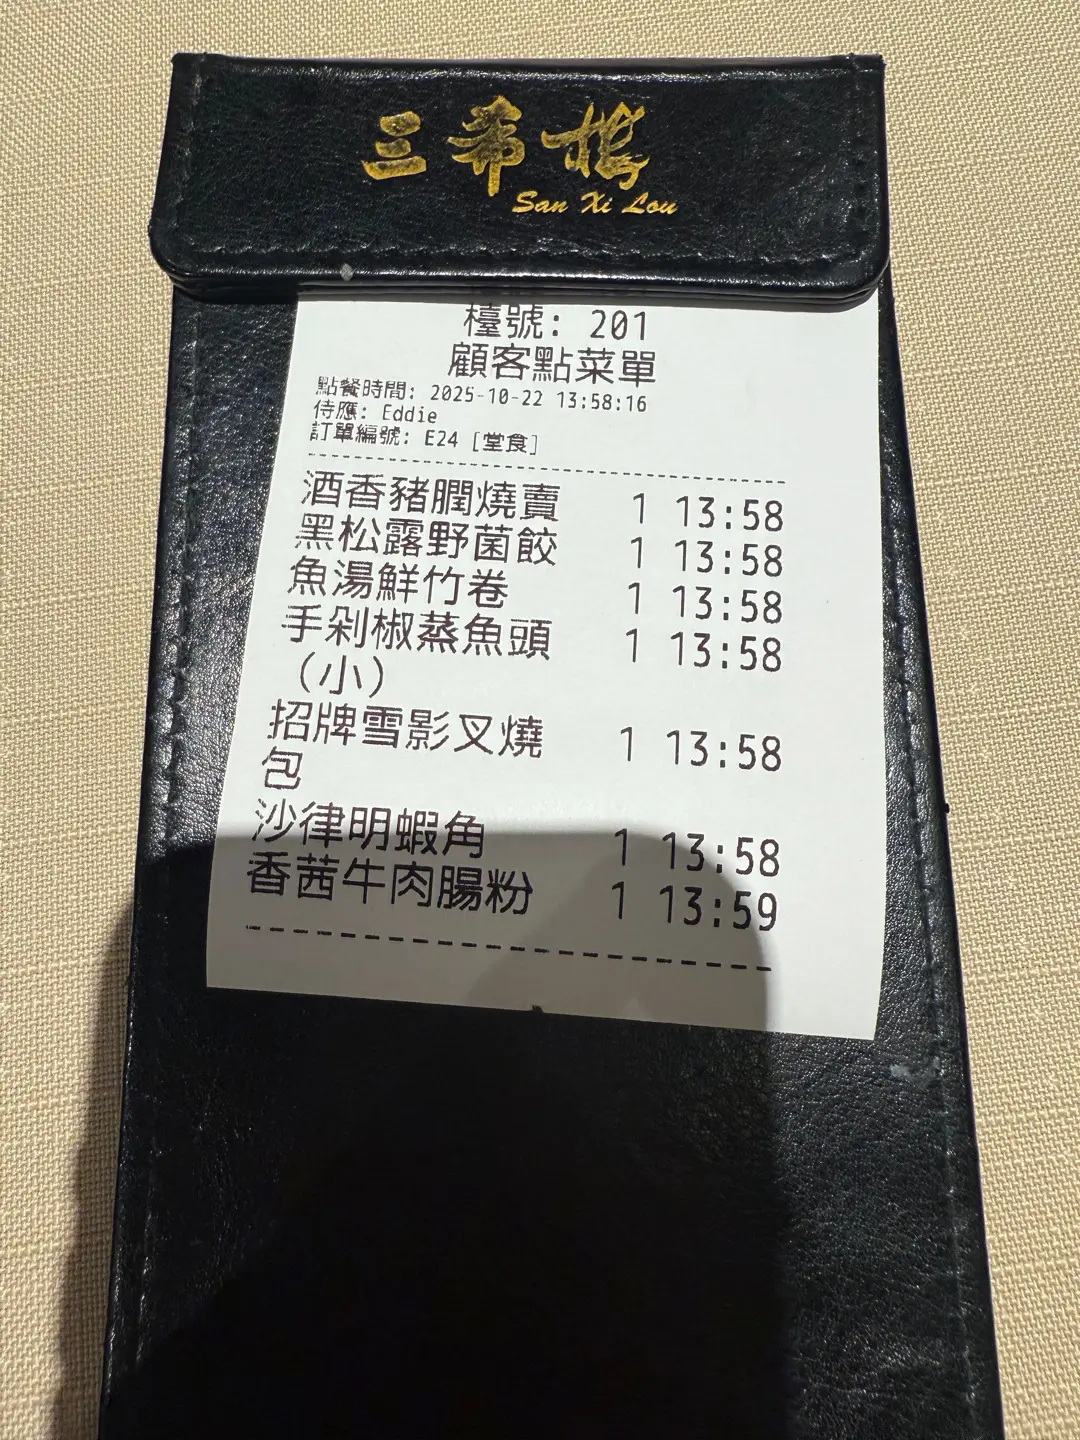 三希樓
San Xi Lou
檯號: 201
顧客點菜單
點餐時間: 2025-10-22 13:58:16
侍應: Eddie
訂單編號: E24 [堂食]
酒香豬膶燒賣 1 13:58
黑松露野菌餃 1 13:58
魚湯鮮竹卷 1 13:58
手剁椒蒸魚頭 1 13:58
（小）
招牌雪影叉燒 1 13:58
包
沙律明蝦角 1 13:58
香茜牛肉腸粉 1 13:59